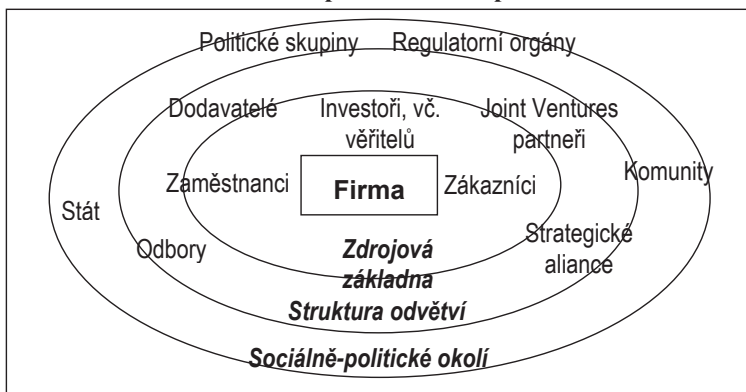 Politické skupiny
Regulatorní orgány
Dodavatelé
Investoři, vč.
věřitelů
Joint Ventures
partneři
Komunity
Zaměstnanci
Firma
Zákazníci
Stát
Odbory
Strategické
aliance
Zdrojová
základna
Struktura odvětví
Sociálně-politické okolí